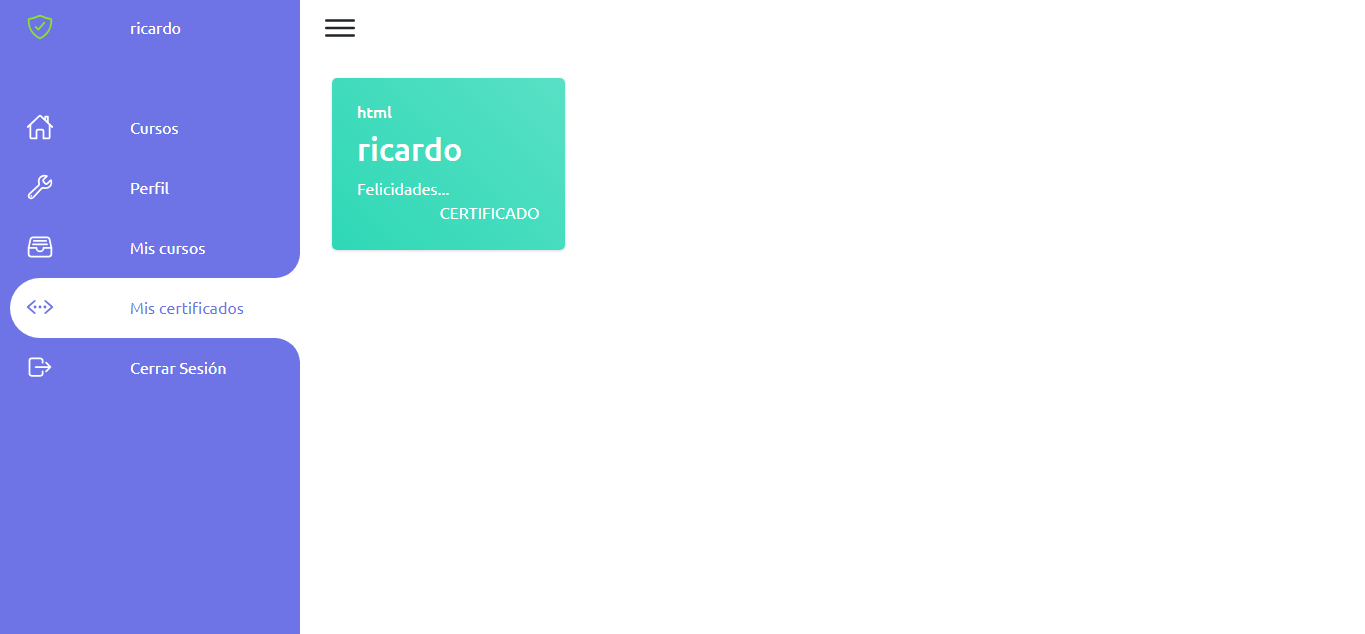 ricardo
Cursos
Perfil
Mis cursos
Mis certificados
Cerrar Sesión
html
ricardo
Felicidades...
CERTIFICADO